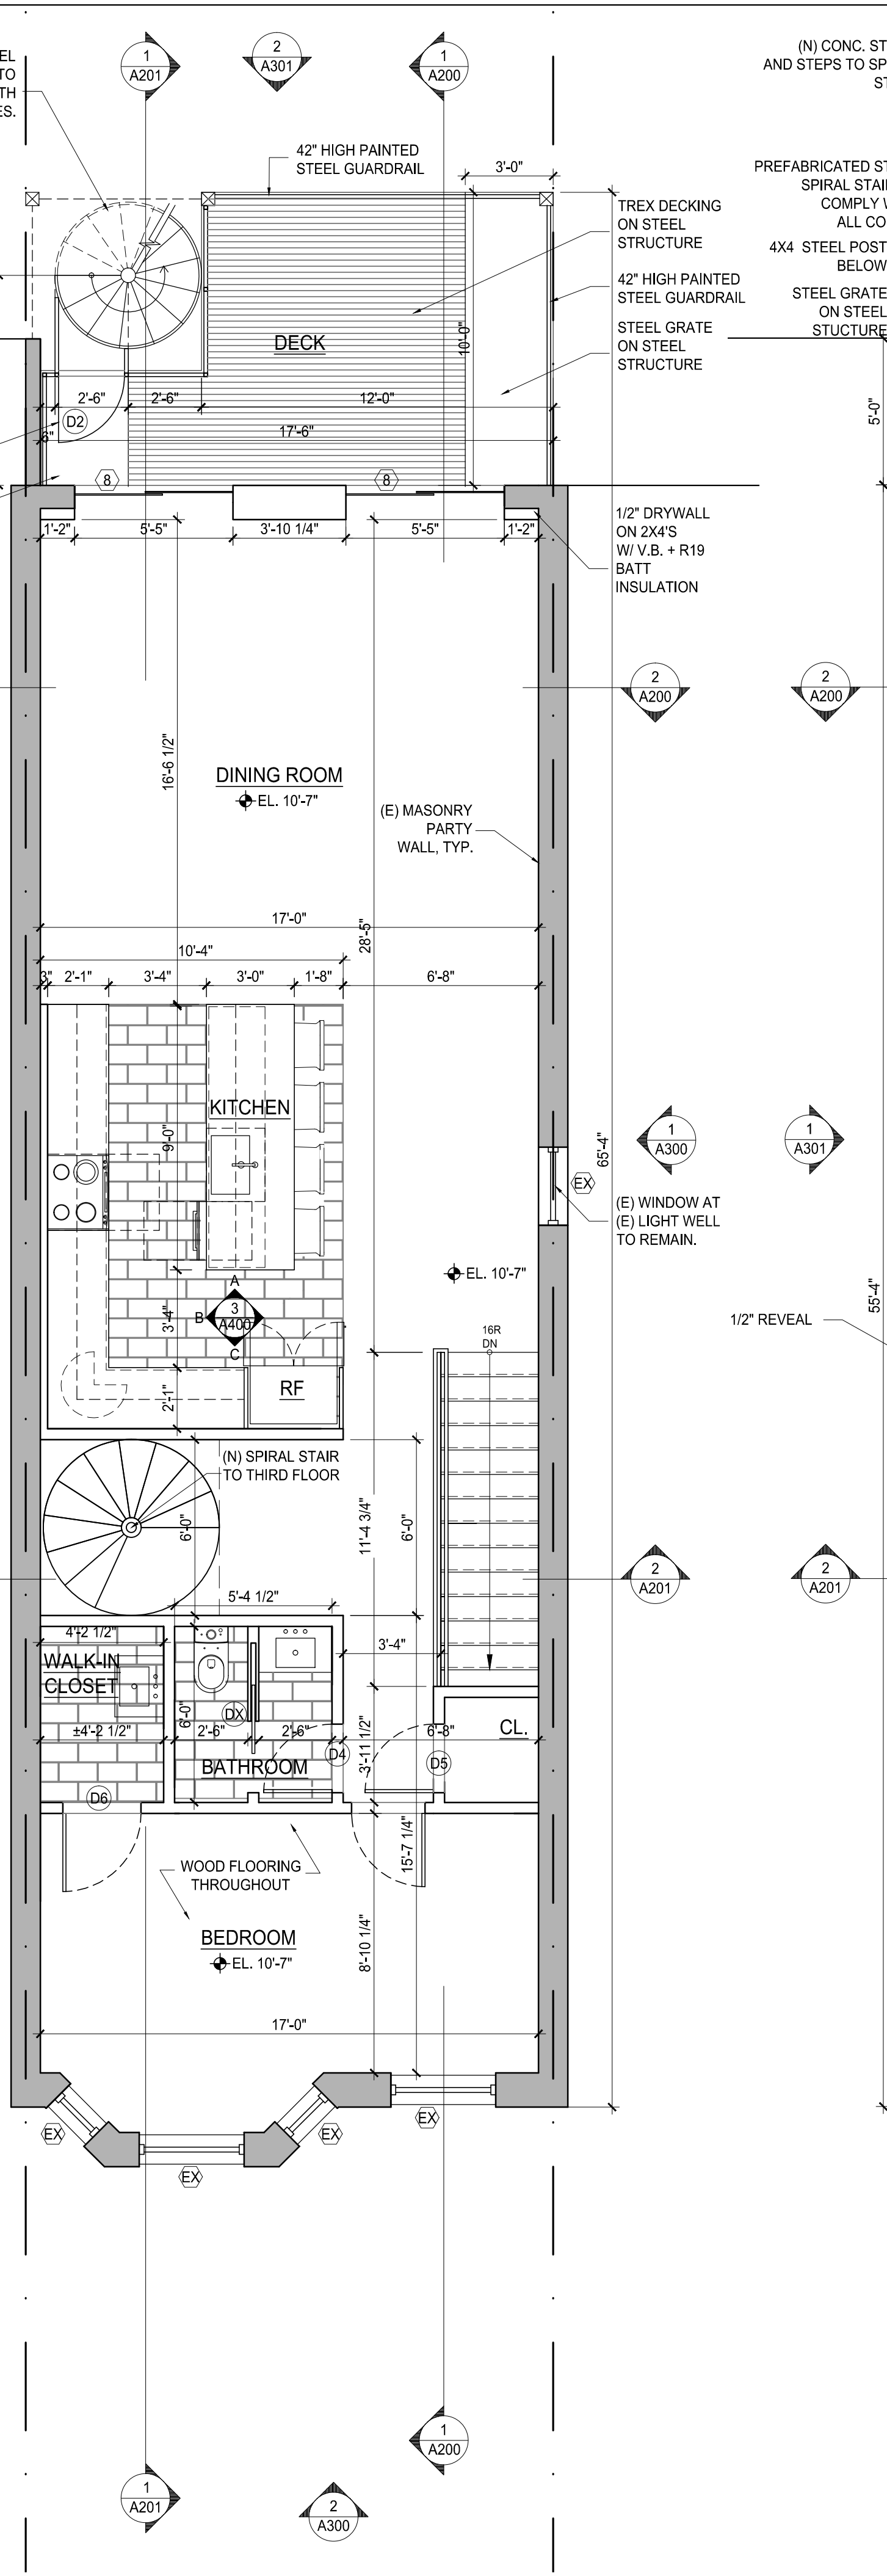 EL
TO
TH
ES.
1
A201
2
A301
1
A200
(N) CONC. ST
AND STEPS TO SP
ST
42" HIGH PAINTED
STEEL GUARDRAIL
3'-0"
PREFABRICATED ST
SPIRAL STAI
COMPLY W
ALL CO
4X4 STEEL POST
BELOW
STEEL GRATE
ON STEEL
STUCTURE
TREX DECKING
ON STEEL
STRUCTURE
42" HIGH PAINTED
STEEL GUARDRAIL
STEEL GRATE
ON STEEL
STRUCTURE
DECK
10'-0"
2'-6"
2'-6"
12'-0"
D2
6"
17'-6"
5'-0"
8
8
1'-2"
5'-5"
3'-10 1/4"
5'-5"
1'-2"
1/2" DRYWALL
ON 2X4'S
W/ V.B. + R19
BATT
INSULATION
2
A200
2
A200
16'-6 1/2"
DINING ROOM
EL. 10'-7"
(E) MASONRY
PARTY
WALL, TYP.
17'-0"
28'-5"
10'-4"
3"
2'-1"
3'-4"
3'-0"
1'-8"
6'-8"
KITCHEN
9'-0"
65'-4"
1
A300
1
A301
EX
(E) WINDOW AT
(E) LIGHT WELL
TO REMAIN.
EL. 10'-7"
55'-4"
1/2" REVEAL
A
B
3
A400
C
3'-4"
16R
DN
RF
2'-1"
(N) SPIRAL STAIR
TO THIRD FLOOR
6'-0"
11'-4 3/4"
6'-0"
2
A201
2
A201
5'-4 1/2"
4'-2 1/2"
3'-4"
WALK-IN
CLOSET
6'-0"
DX
±4'-2 1/2"
2'-6"
2'-6"
3'-11 1/2"
6'-8"
CL.
BATHROOM
D4
D5
D6
15'-7 1/4"
WOOD FLOORING
THROUGHOUT
BEDROOM
EL. 10'-7"
8'-10 1/4"
17'-0"
EX
EX
EX
EX
1
A200
1
A201
2
A300